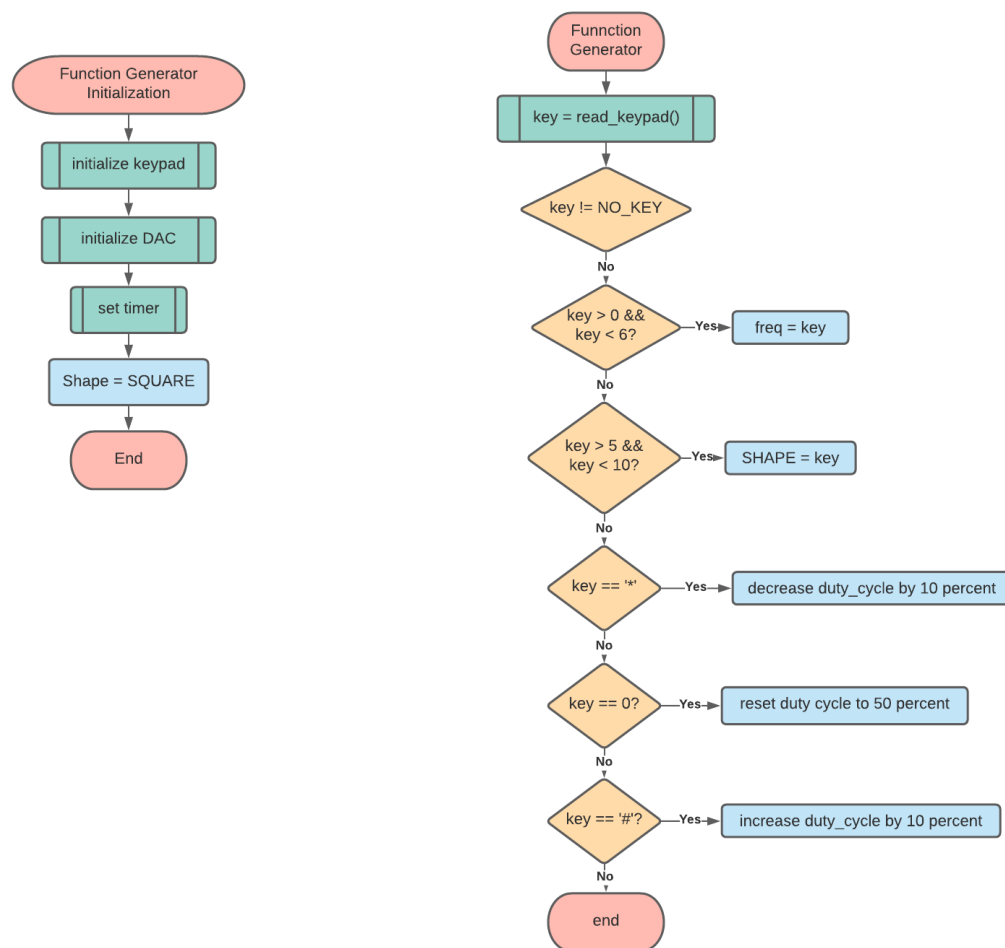 Function Generator
Initialization
initialize keypad
initialize DAC
set timer
Shape = SQUARE
End
Funnction
Generator
key = read_keypad()
key != NO_KEY
No
key > 0 &&
key < 6?
Yes
freq = key
No
key > 5 &&
key < 10?
Yes
SHAPE = key
No
key == '*'
Yes
decrease duty_cycle by 10 percent
No
key == 0?
Yes
reset duty cycle to 50 percent
No
key == '#'?
Yes
increase duty_cycle by 10 percent
No
end